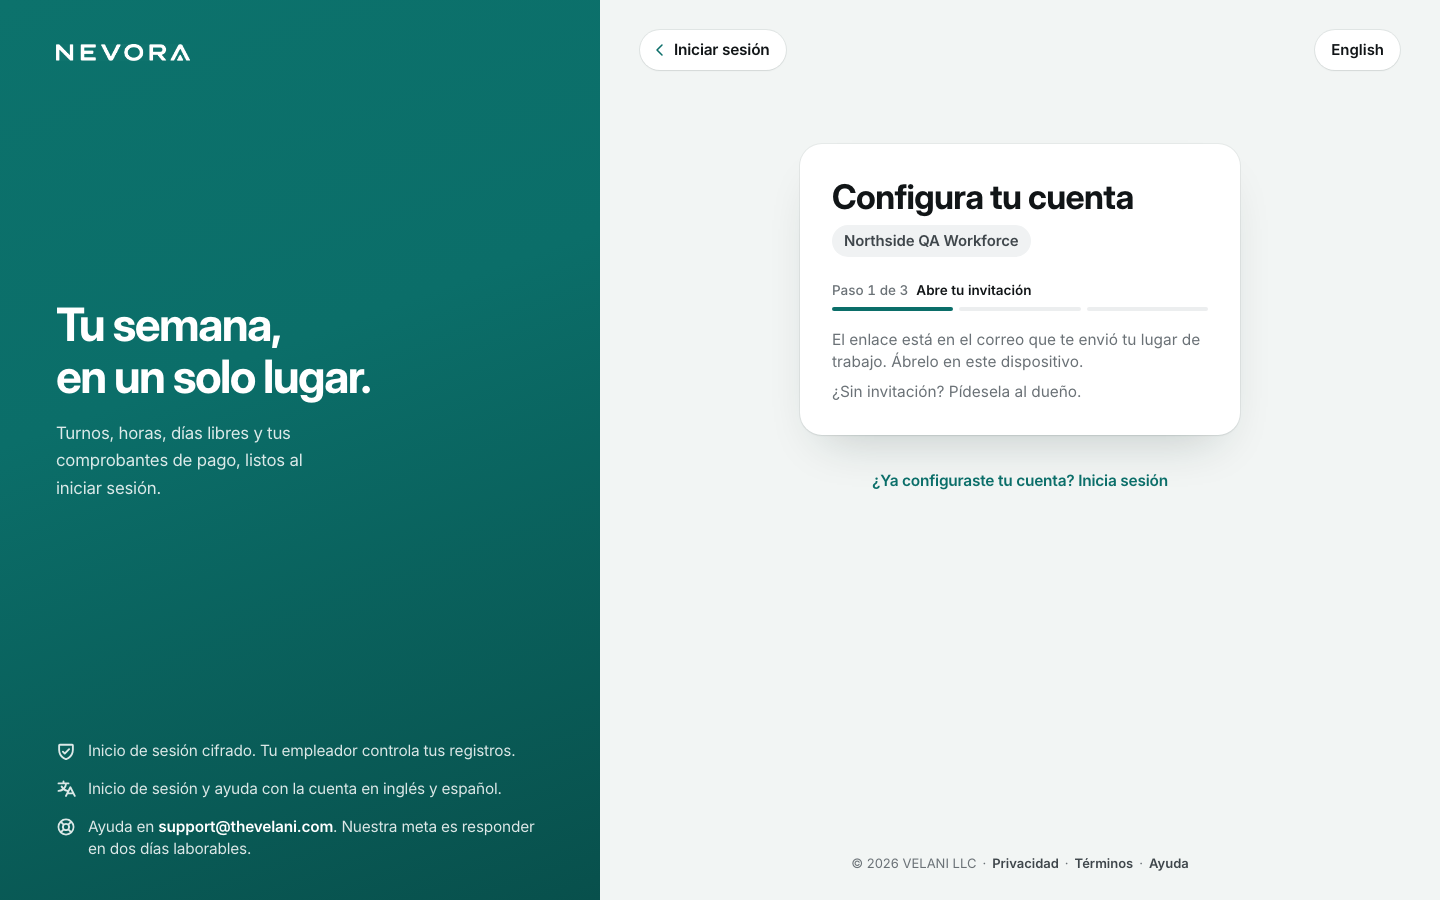 NEVORA
Tu semana,
en un solo lugar.
Turnos, horas, días libres y tus
comprobantes de pago, listos al
iniciar sesión.
Inicio de sesión cifrado. Tu empleador controla tus registros.
Inicio de sesión y ayuda con la cuenta en inglés y español.
Ayuda en support@thevelani.com. Nuestra meta es responder
en dos días laborables.
Iniciar sesión
English
Configura tu cuenta
Northside QA Workforce
Paso 1 de 3 Abre tu invitación
El enlace está en el correo que te envió tu lugar de
trabajo. Ábrelo en este dispositivo.
¿Sin invitación? Pídesela al dueño.
¿Ya configuraste tu cuenta? Inicia sesión
© 2026 VELANI LLC · Privacidad · Términos · Ayuda